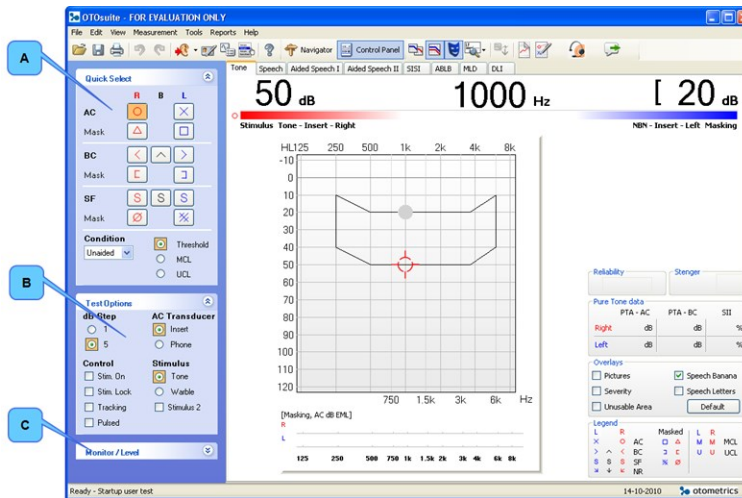 OTOsuite - FOR EVALUATION ONLY
File Edit View Measurement Tools Reports Help
Navigator Control Panel
A
B
C
Quick Select
R B L
AC
Mask
BC
Mask
SF S S S
Mask
Condition
Unaided
Threshold
MCL
UCL
Test Options
dB Step AC Transducer
1 Insert
5 Phone
Control Stimulus
Stim. On Tone
Stim. Lock Warble
Tracking Stimulus 2
Pulsed
Monitor / Level
Tone Speech Aided Speech I Aided Speech II SISI ABLB MLD DLI
50 dB 1000 Hz [ 20 dB
Stimulus Tone - Insert - Right NBN - Insert - Left Masking
HL 125 250 500 1k 2k 4k 8k
-10
0
10
20
30
40
50
60
70
80
90
100
110
120
750 1.5k 3k 6k Hz
[Masking, AC dB EML]
R
L
125 250 500 750 1k 1.5k 2k 3k 4k 6k 8k
Reliability Stenger
Pure Tone data
PTA - AC PTA - BC SII
Right dB dB %
Left dB dB %
Overlays
Pictures Speech Banana
Severity Speech Letters
Unusable Area Default
Legend
L R Masked L R
AC M M MCL
BC U U UCL
S S S SF
NR
Ready - Startup user test 14-10-2010 otometrics